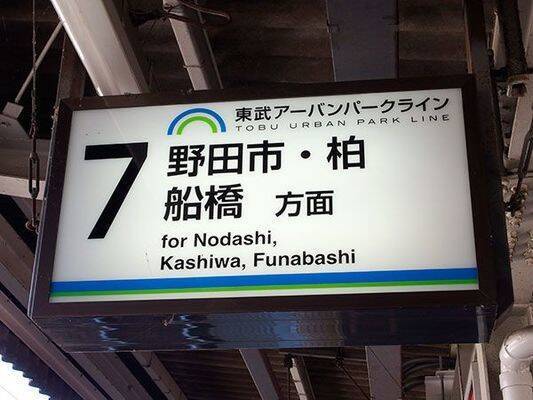 東武アーバンパークライン
TOBU URBAN PARK LINE
7
野田市・柏
船橋 方面
for Nodashi,
Kashiwa, Funabashi